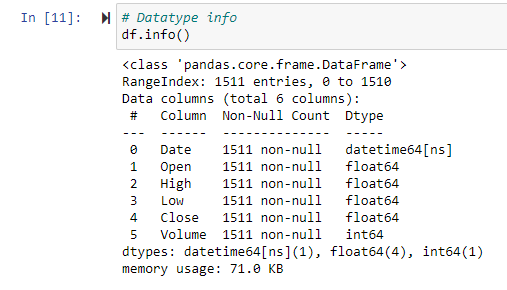 In [11]:
# Datatype info
df.info()
<class 'pandas.core.frame.DataFrame'>
RangeIndex: 1511 entries, 0 to 1510
Data columns (total 6 columns):
 #   Column  Non-Null Count  Dtype
---  ------  --------------  -----
 0   Date    1511 non-null   datetime64[ns]
 1   Open    1511 non-null   float64
 2   High    1511 non-null   float64
 3   Low     1511 non-null   float64
 4   Close   1511 non-null   float64
 5   Volume  1511 non-null   int64
dtypes: datetime64[ns](1), float64(4), int64(1)
memory usage: 71.0 KB